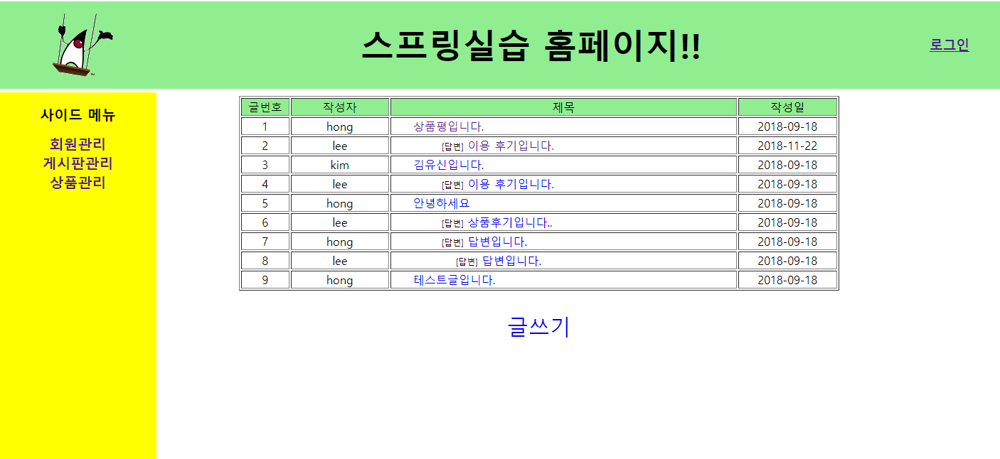 스프링실습 홈페이지!!
로그인
사이드 메뉴
회원관리
게시판관리
상품관리
글번호 작성자 제목 작성일
1 hong 상품평입니다. 2018-09-18
2 lee [답변] 이용 후기입니다. 2018-11-22
3 kim 김유신입니다. 2018-09-18
4 lee [답변] 이용 후기입니다. 2018-09-18
5 hong 안녕하세요 2018-09-18
6 lee [답변] 상품후기입니다.. 2018-09-18
7 hong [답변] 답변입니다. 2018-09-18
8 lee [답변] 답변입니다. 2018-09-18
9 hong 테스트글입니다. 2018-09-18
글쓰기